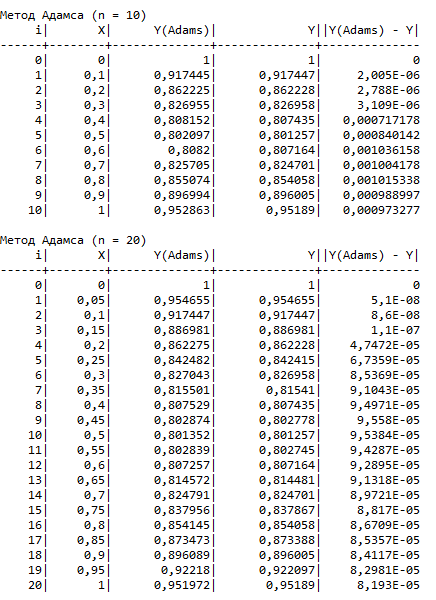 Метод Адамса (n = 10)
i| X| Y(Adams)| Y||Y(Adams) - Y|
------+--------+--------------+--------------+-------------+
0| 0| 1| 1| 0
1| 0,1| 0,917445| 0,917447| 2,005E-06
2| 0,2| 0,862225| 0,862228| 2,788E-06
3| 0,3| 0,826955| 0,826958| 3,109E-06
4| 0,4| 0,808152| 0,807435| 0,000717178
5| 0,5| 0,802097| 0,801257| 0,000840142
6| 0,6| 0,8082| 0,807164| 0,001036158
7| 0,7| 0,825705| 0,824701| 0,001004178
8| 0,8| 0,855074| 0,854058| 0,001015338
9| 0,9| 0,896994| 0,896005| 0,000988997
10| 1| 0,952863| 0,95189| 0,000973277
Метод Адамса (n = 20)
i| X| Y(Adams)| Y||Y(Adams) - Y|
------+--------+--------------+--------------+-------------+
0| 0| 1| 1| 0
1| 0,05| 0,954655| 0,954655| 5,1E-08
2| 0,1| 0,917447| 0,917447| 8,6E-08
3| 0,15| 0,886981| 0,886981| 1,1E-07
4| 0,2| 0,862275| 0,862228| 4,7472E-05
5| 0,25| 0,842482| 0,842415| 6,7359E-05
6| 0,3| 0,827043| 0,826958| 8,5369E-05
7| 0,35| 0,815501| 0,81541| 9,1043E-05
8| 0,4| 0,807529| 0,807435| 9,4971E-05
9| 0,45| 0,802874| 0,802778| 9,558E-05
10| 0,5| 0,801352| 0,801257| 9,5384E-05
11| 0,55| 0,802839| 0,802745| 9,4287E-05
12| 0,6| 0,807257| 0,807164| 9,2895E-05
13| 0,65| 0,814572| 0,814481| 9,1318E-05
14| 0,7| 0,824791| 0,824701| 8,9721E-05
15| 0,75| 0,837956| 0,837867| 8,817E-05
16| 0,8| 0,854145| 0,854058| 8,6709E-05
17| 0,85| 0,873473| 0,873388| 8,5357E-05
18| 0,9| 0,896089| 0,896005| 8,4117E-05
19| 0,95| 0,92218| 0,922097| 8,2981E-05
20| 1| 0,951972| 0,95189| 8,193E-05